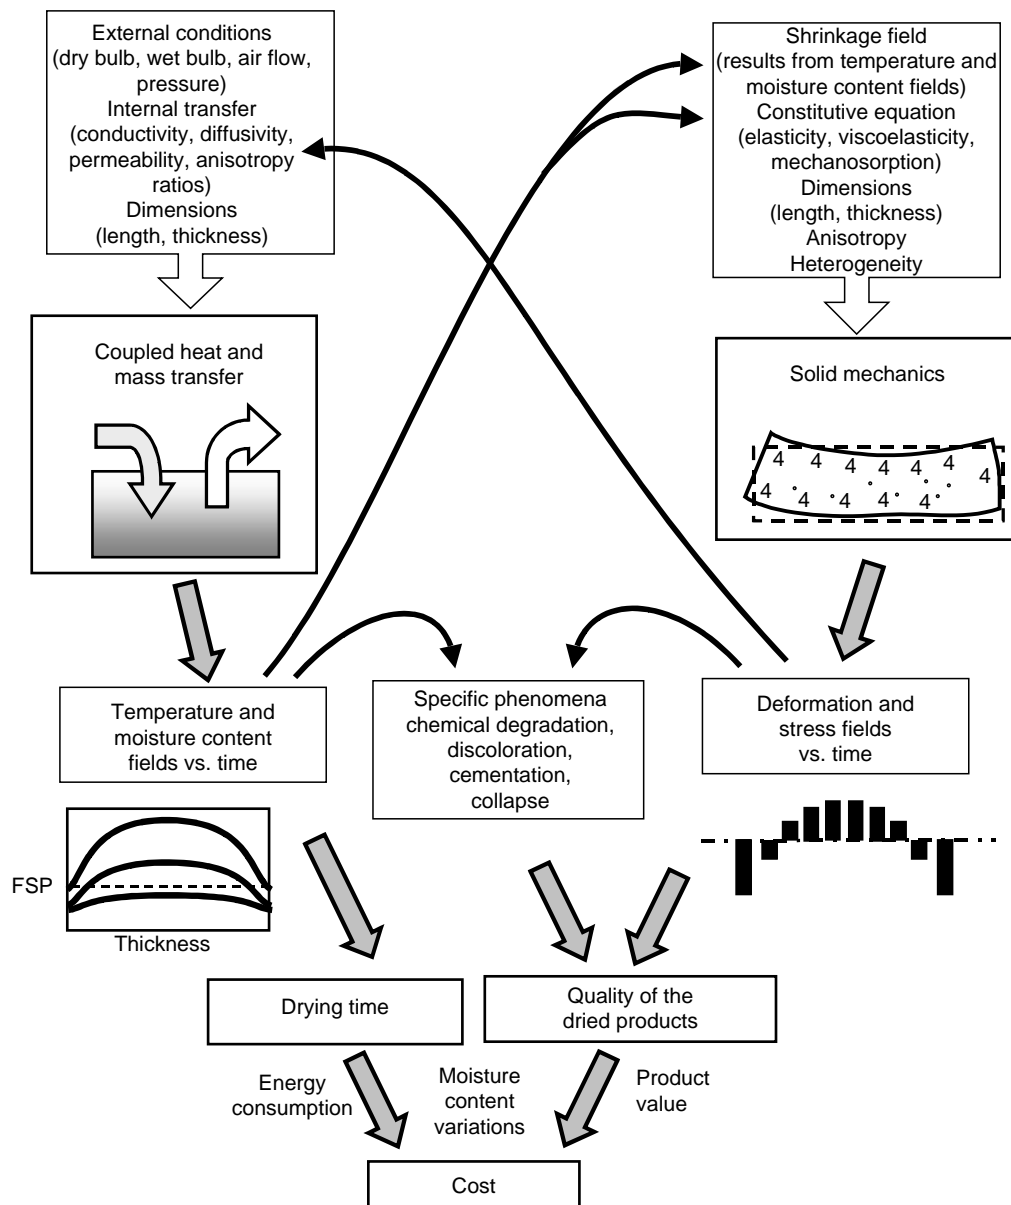 External conditions
(dry bulb, wet bulb, air flow,
pressure)
Internal transfer
(conductivity, diffusivity,
permeability, anisotropy
ratios)
Dimensions
(length, thickness)
Shrinkage field
(results from temperature and
moisture content fields)
Constitutive equation
(elasticity, viscoelasticity,
mechanosorption)
Dimensions
(length, thickness)
Anisotropy
Heterogeneity
Coupled heat and
mass transfer
Solid mechanics
4 4 4 4 4 4 4
4 4 4 4 4
Temperature and
moisture content
fields vs. time
Specific phenomena
chemical degradation,
discoloration,
cementation,
collapse
Deformation and
stress fields
vs. time
FSP
Thickness
Drying time
Quality of the
dried products
Energy
consumption
Moisture
content
variations
Product
value
Cost